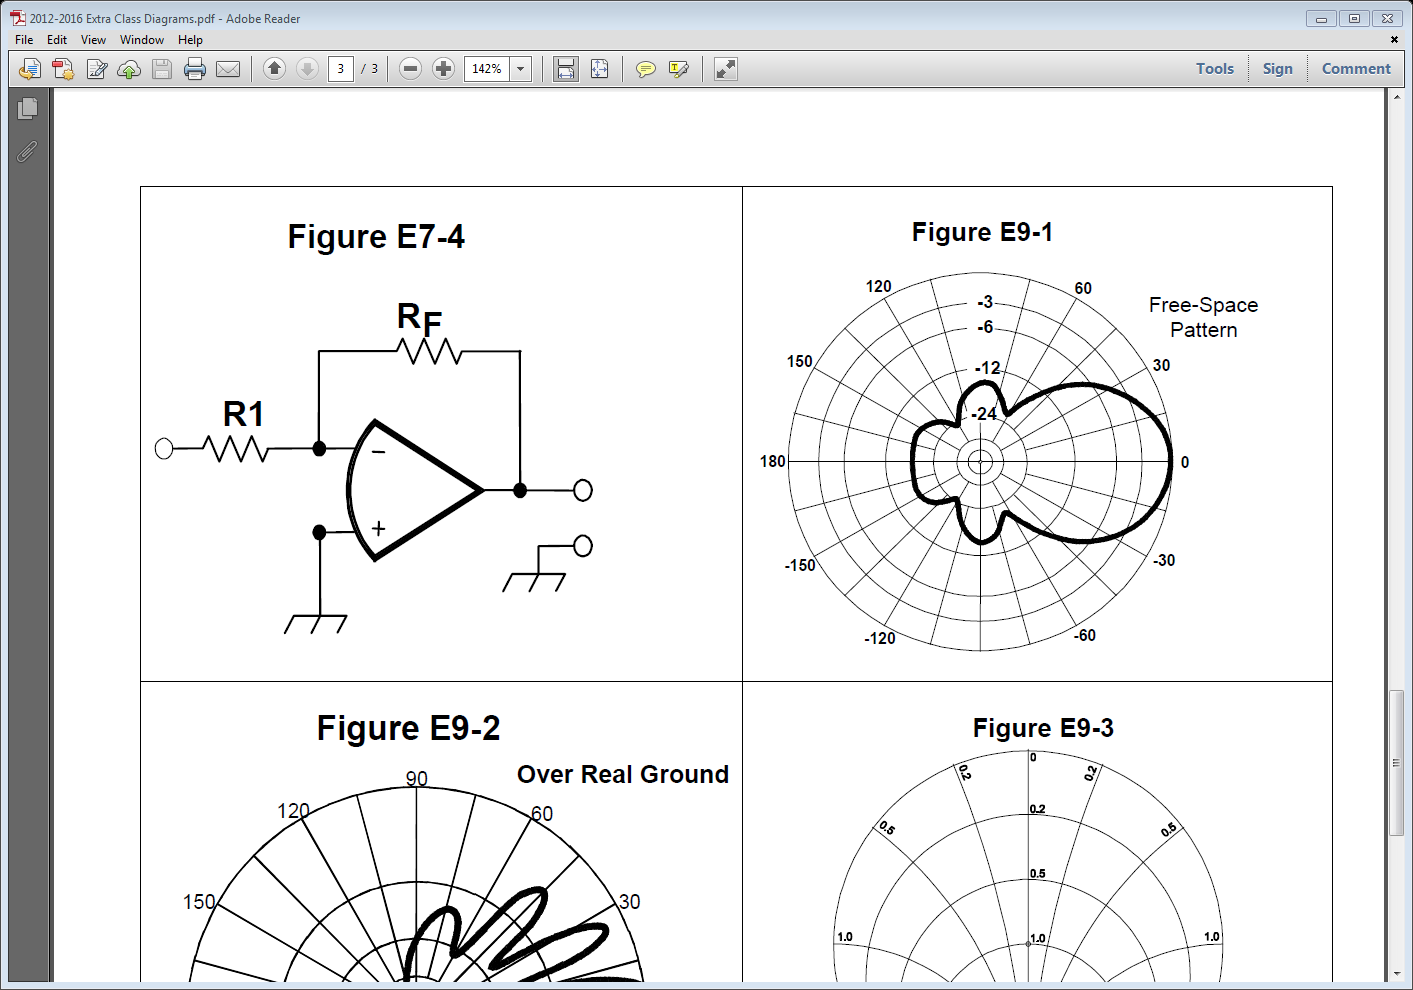 2012-2016 Extra Class Diagrams.pdf - Adobe Reader
File Edit View Window Help
3 / 3 142% Tools Sign Comment
Figure E7-4
RF
R1
−
+
Figure E9-1
Free-Space
Pattern
120 60
-3
-6
150 30
-12
-24
180 0
-150 -30
-120 -60
Figure E9-2
Over Real Ground
90
120 60
150 30
Figure E9-3
0
0.2 0.2
0.2
0.5 0.5
0.5
1.0 1.0 1.0